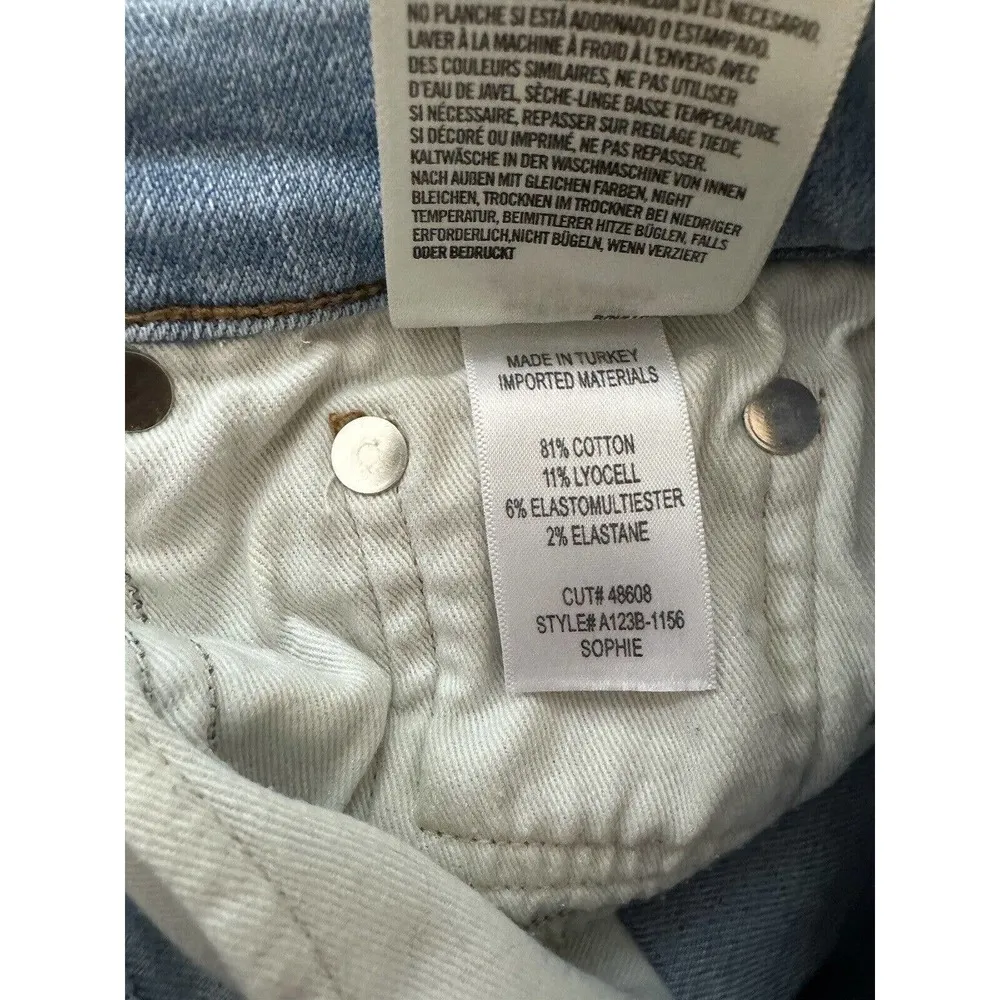 MEDIA SI ES NECESARIO.
NO PLANCHE SI ESTÁ ADORNADO O ESTAMPADO.
LAVER À LA MACHINE À FROID À L'ENVERS AVEC
DES COULEURS SIMILAIRES, NE PAS UTILISER
D'EAU DE JAVEL, SÈCHE-LINGE BASSE TEMPERATURE,
SI NÉCESSAIRE, REPASSER SUR REGLAGE TIEDE,
SI DÉCORÉ OU IMPRIMÉ, NE PAS REPASSER.
KALTWÄSCHE IN DER WASCHMASCHINE VON INNEN
NACH AUßEN MIT GLEICHEN FARBEN, NIGHT
BLEICHEN, TROCKNEN IM TROCKNER BEI NIEDRIGER
TEMPERATUR, BEIMITTLERER HITZE BÜGLEN, FALLS
ERFORDERLICH,NICHT BÜGELN, WENN VERZIERT
ODER BEDRUCKT
MADE IN TURKEY
IMPORTED MATERIALS
81% COTTON
11% LYOCELL
6% ELASTOMULTIESTER
2% ELASTANE
CUT# 48608
STYLE# A123B-1156
SOPHIE